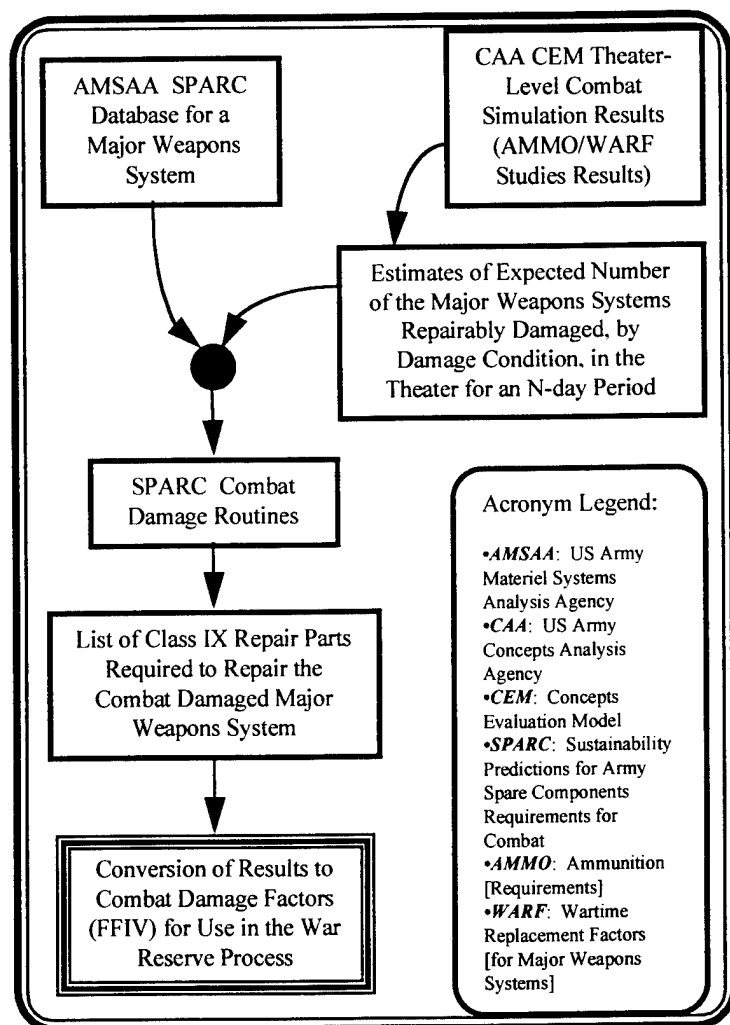 AMSAA SPARC
Database for a
Major Weapons
System
CAA CEM Theater-
Level Combat
Simulation Results
(AMMO/WARF
Studies Results)
Estimates of Expected Number
of the Major Weapons Systems
Repairably Damaged, by
Damage Condition, in the
Theater for an N-day Period
SPARC Combat
Damage Routines
List of Class IX Repair Parts
Required to Repair the
Combat Damaged Major
Weapons System
Conversion of Results to
Combat Damage Factors
(FFIV) for Use in the War
Reserve Process
Acronym Legend:
•AMSAA: US Army
Materiel Systems
Analysis Agency
•CAA: US Army
Concepts Analysis
Agency
•CEM: Concepts
Evaluation Model
•SPARC: Sustainability
Predictions for Army
Spare Components
Requirements for
Combat
•AMMO: Ammunition
[Requirements]
•WARF: Wartime
Replacement Factors
[for Major Weapons
Systems]